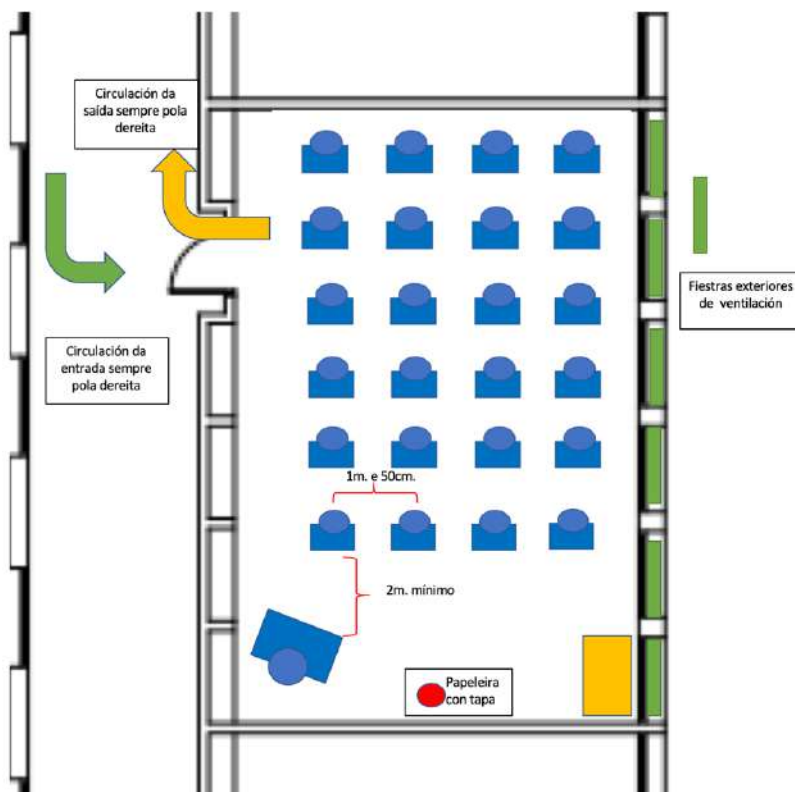 Circulación da
saída sempre pola
dereita
Fiestras exteriores
de ventilación
Circulación da
entrada sempre
pola dereita
1m. e 50cm.
2m. mínimo
Papeleira
con tapa